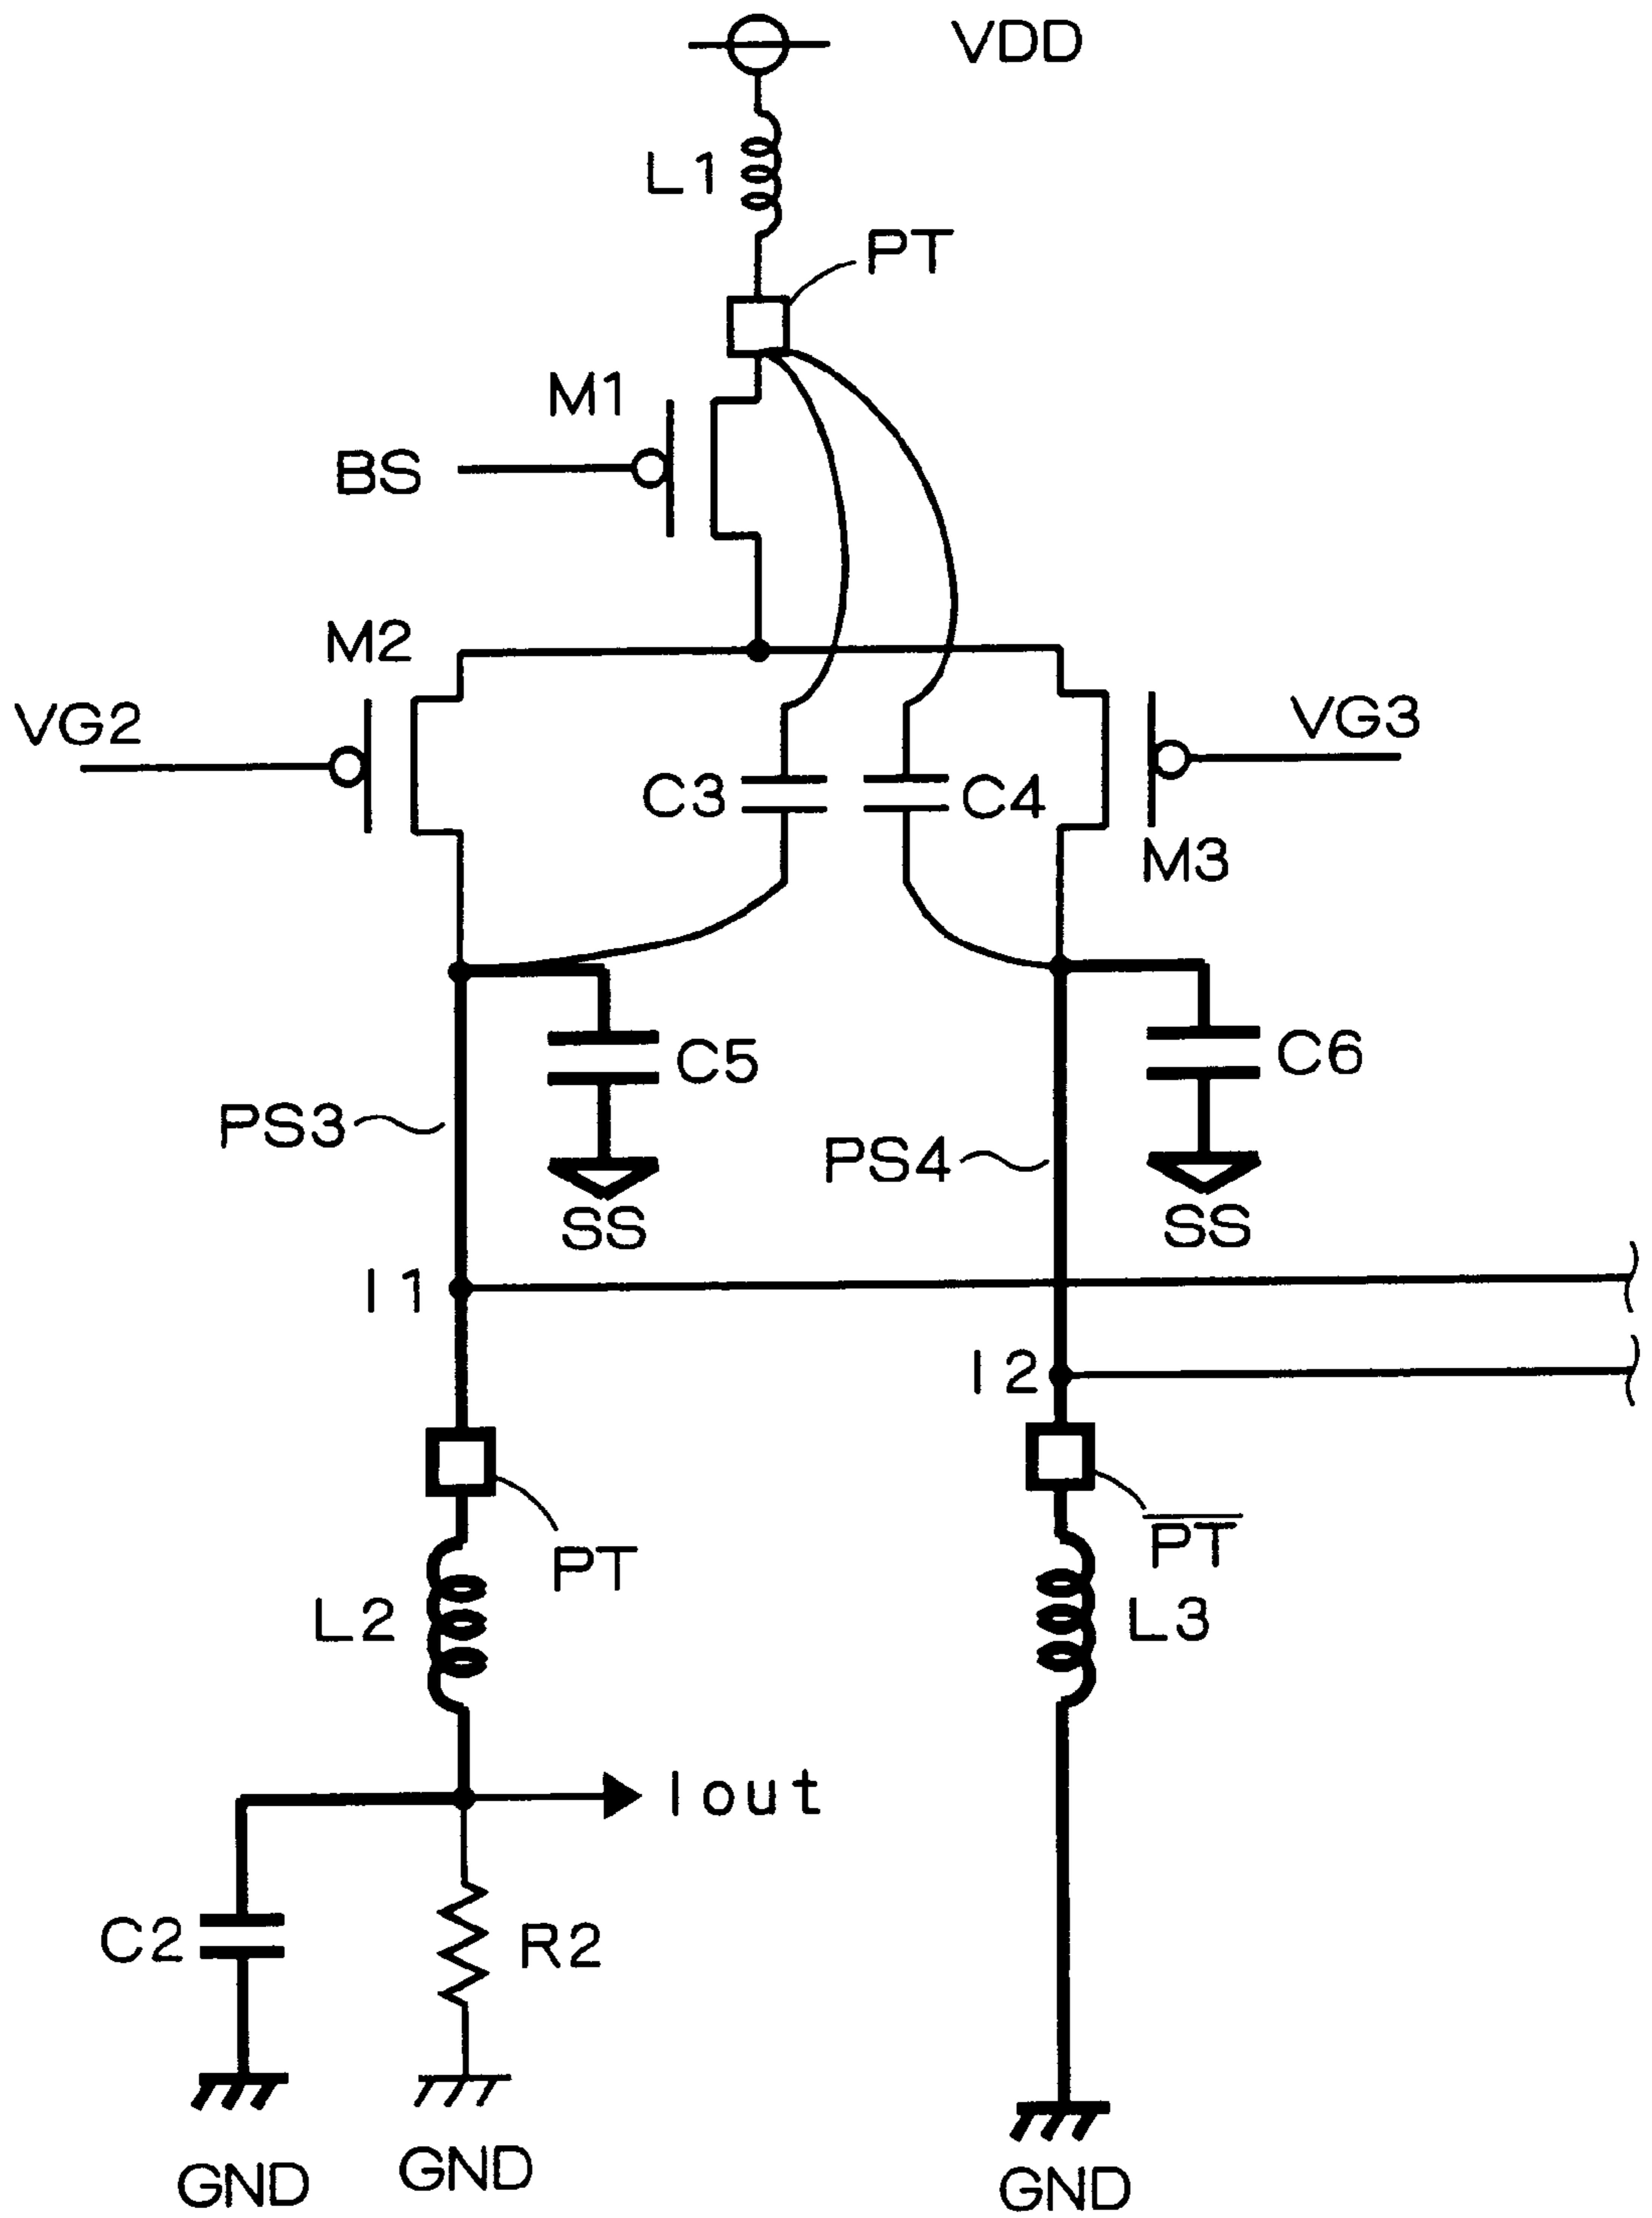 VDD
L1
PT
M1
BS
M2
VG2
VG3
C3
C4
M3
C5
C6
PS3
PS4
SS
SS
I1
I2
PT
PT
L2
L3
Iout
C2
R2
GND
GND
GND